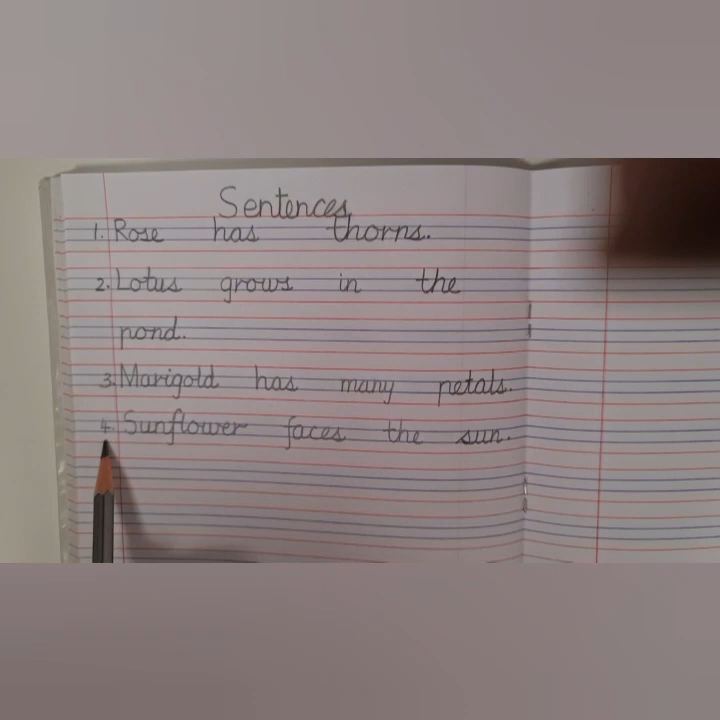 Sentences
1. Rose has thorns.
2. Lotus grows in the
pond.
3. Marigold has many petals.
4. Sunflower faces the sun.